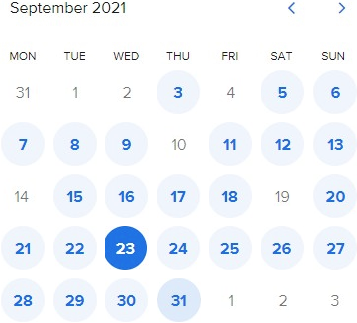 September 2021
MON TUE WED THU FRI SAT SUN
31 1 2 3 4 5 6
7 8 9 10 11 12 13
14 15 16 17 18 19 20
21 22 23 24 25 26 27
28 29 30 31 1 2 3